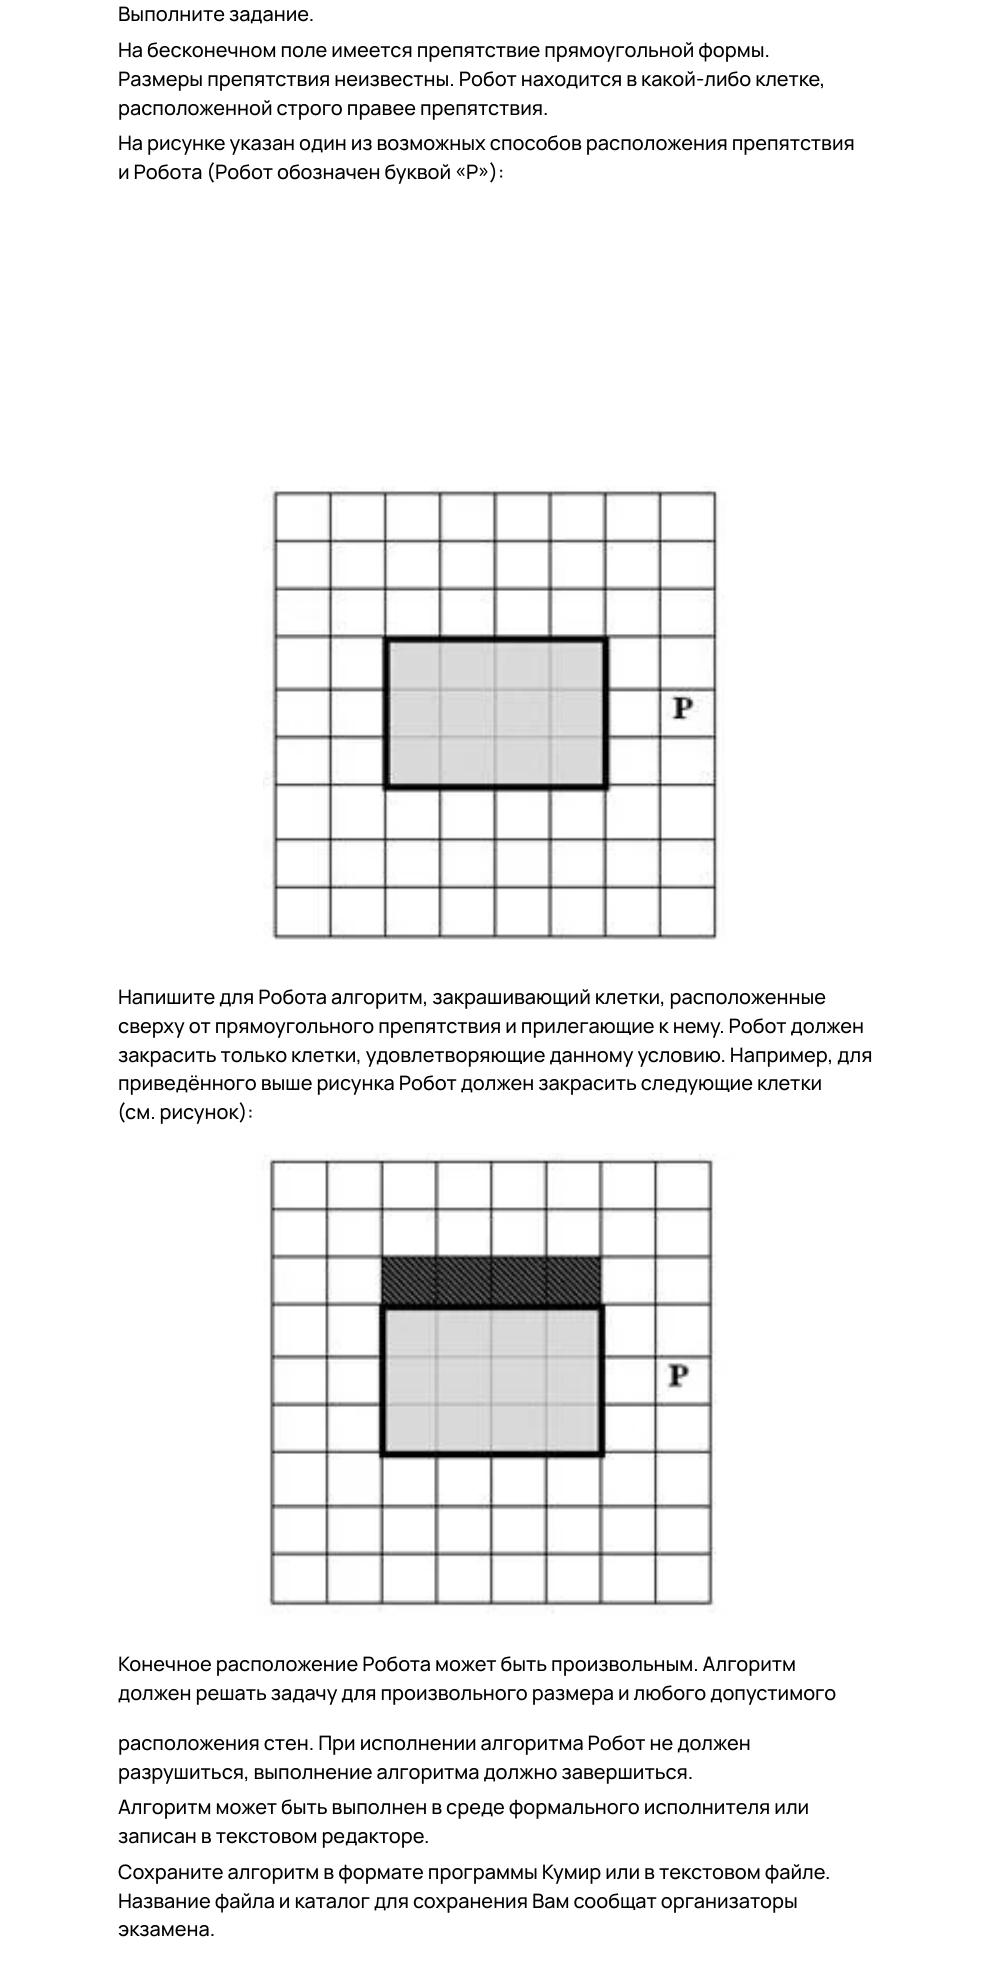 Выполните задание.
На бесконечном поле имеется препятствие прямоугольной формы.
Размеры препятствия неизвестны. Робот находится в какой-либо клетке,
расположенной строго правее препятствия.
На рисунке указан один из возможных способов расположения препятствия
и Робота (Робот обозначен буквой «Р»):
Р
Напишите для Робота алгоритм, закрашивающий клетки, расположенные
сверху от прямоугольного препятствия и прилегающие к нему. Робот должен
закрасить только клетки, удовлетворяющие данному условию. Например, для
приведённого выше рисунка Робот должен закрасить следующие клетки
(см. рисунок):
Р
Конечное расположение Робота может быть произвольным. Алгоритм
должен решать задачу для произвольного размера и любого допустимого
расположения стен. При исполнении алгоритма Робот не должен
разрушиться, выполнение алгоритма должно завершиться.
Алгоритм может быть выполнен в среде формального исполнителя или
записан в текстовом редакторе.
Сохраните алгоритм в формате программы Кумир или в текстовом файле.
Название файла и каталог для сохранения Вам сообщат организаторы
экзамена.